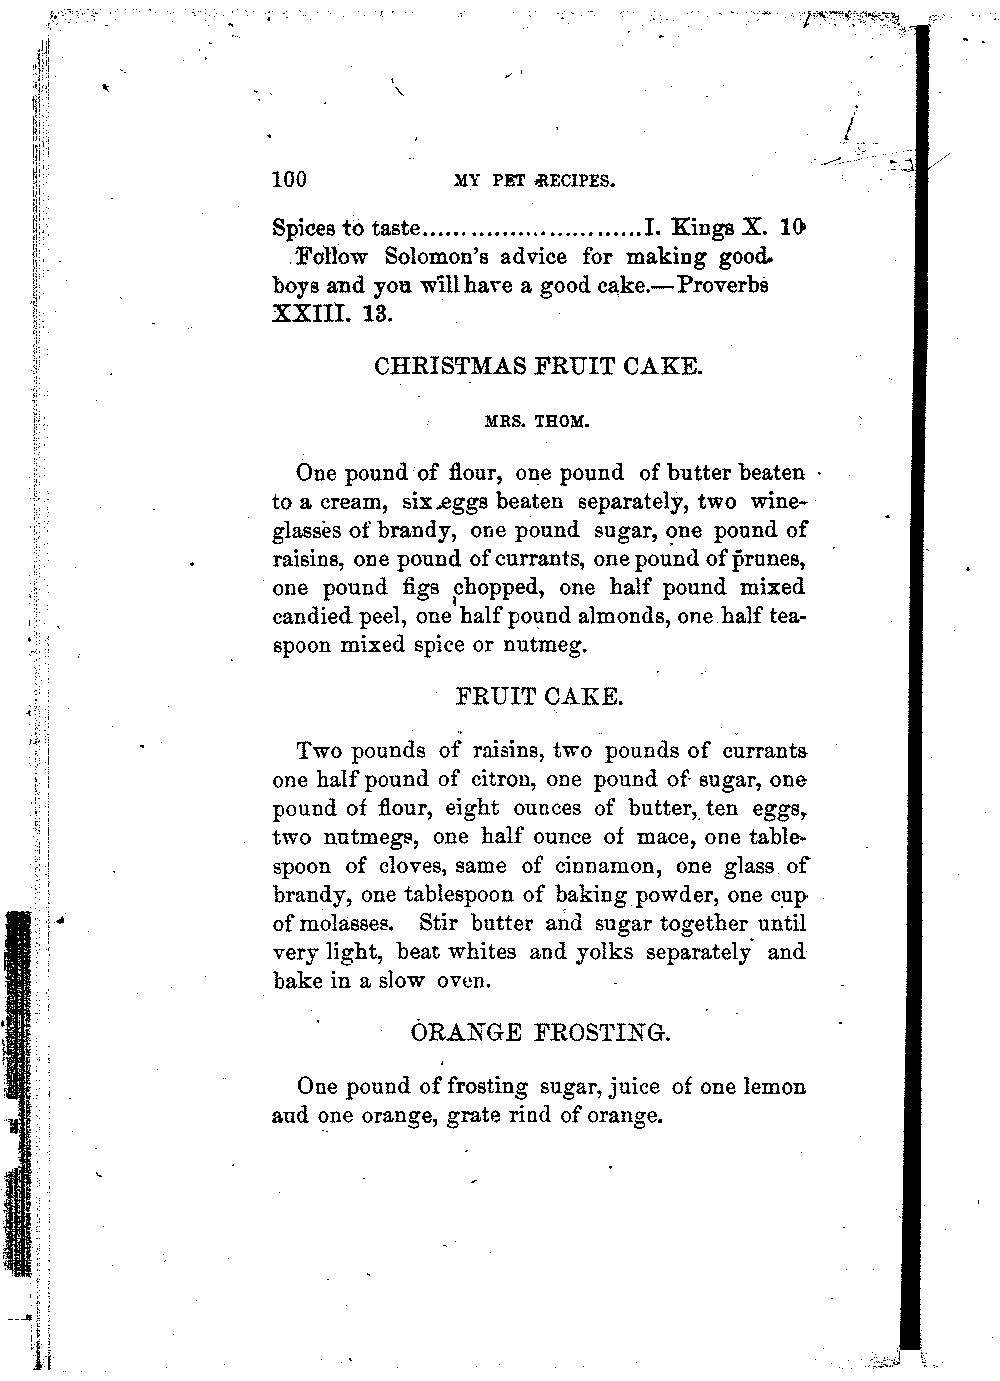 100 MY PET RECIPES.
Spices to taste............................I. Kings X. 10
Follow Solomon's advice for making good
boys and you will have a good cake.—Proverbs
XXIII. 13.
CHRISTMAS FRUIT CAKE.
MRS. THOM.
One pound of flour, one pound of butter beaten
to a cream, six eggs beaten separately, two wine-
glasses of brandy, one pound sugar, one pound of
raisins, one pound of currants, one pound of prunes,
one pound figs chopped, one half pound mixed
candied peel, one half pound almonds, one half tea-
spoon mixed spice or nutmeg.
FRUIT CAKE.
Two pounds of raisins, two pounds of currants
one half pound of citron, one pound of sugar, one
pound of flour, eight ounces of butter, ten eggs,
two nutmegs, one half ounce of mace, one table-
spoon of cloves, same of cinnamon, one glass of
brandy, one tablespoon of baking powder, one cup
of molasses. Stir butter and sugar together until
very light, beat whites and yolks separately and
bake in a slow oven.
ORANGE FROSTING.
One pound of frosting sugar, juice of one lemon
and one orange, grate rind of orange.